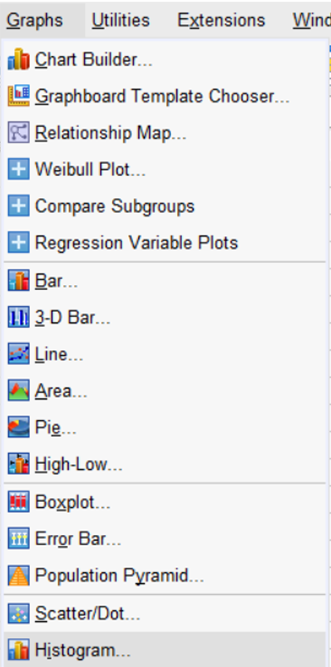 Graphs Utilities Extensions
Chart Builder...
Graphboard Template Chooser...
Relationship Map...
Weibull Plot...
Compare Subgroups
Regression Variable Plots
Bar...
3-D Bar...
Line...
Area...
Pie...
High-Low...
Boxplot...
Error Bar...
Population Pyramid...
Scatter/Dot...
Histogram...